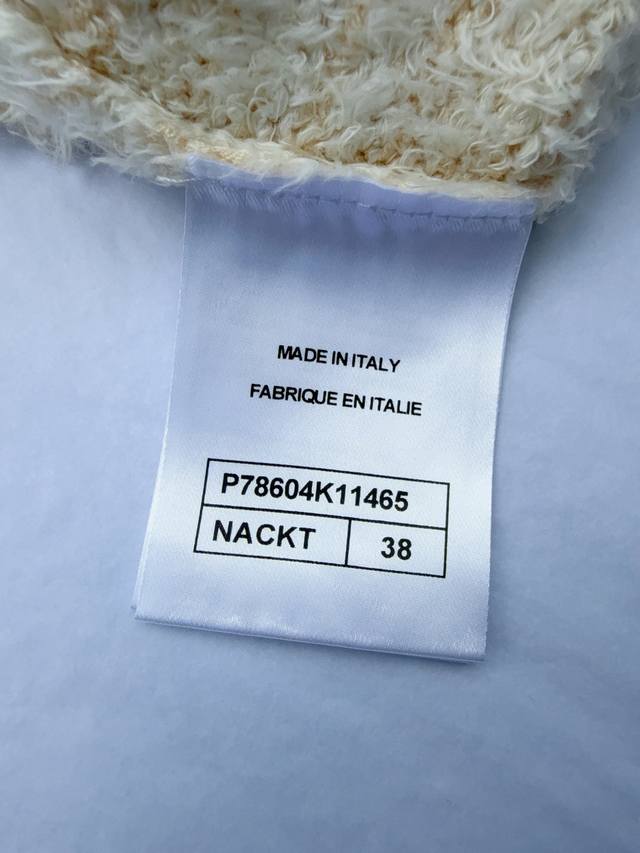 MADE IN ITALY
FABRIQUE EN ITALIE
P78604K11465
NACKT 38